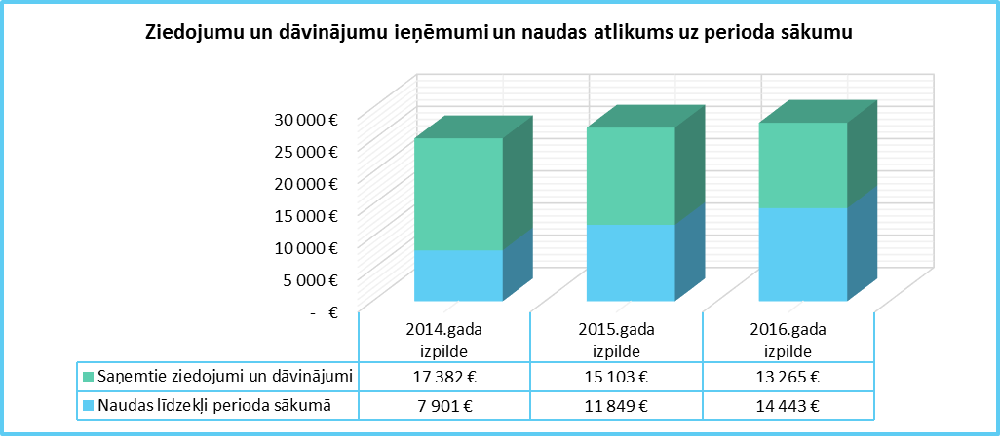 Ziedojumu un dāvinājumu ieņēmumi un naudas atlikums uz perioda sākumu
30 000 €
25 000 €
20 000 €
15 000 €
10 000 €
5 000 €
- €
2014.gada izpilde
2015.gada izpilde
2016.gada izpilde
Saņemtie ziedojumi un dāvinājumi 17 382 € 15 103 € 13 265 €
Naudas līdzekļi perioda sākumā 7 901 € 11 849 € 14 443 €